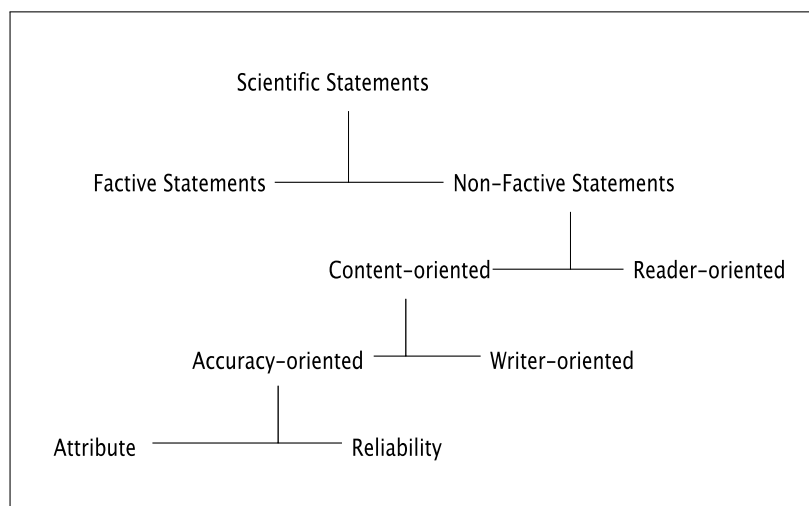 Scientific Statements
Factive Statements
Non-Factive Statements
Content-oriented
Reader-oriented
Accuracy-oriented
Writer-oriented
Attribute
Reliability